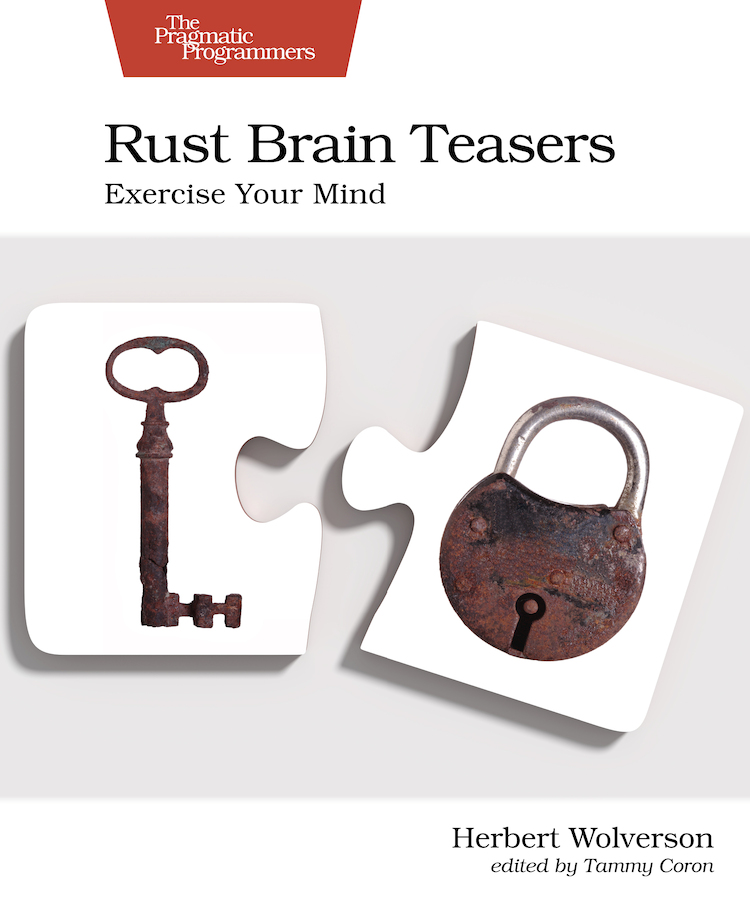 The
Pragmatic
Programmers
Rust Brain Teasers
Exercise Your Mind
Herbert Wolverson
edited by Tammy Coron